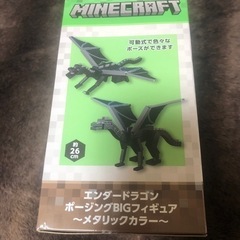 MINECRAFT
可動式で色々な
ポーズができます
約
26
cm
エンダードラゴン
ポージングBIGフィギュア
～メタリックカラー～